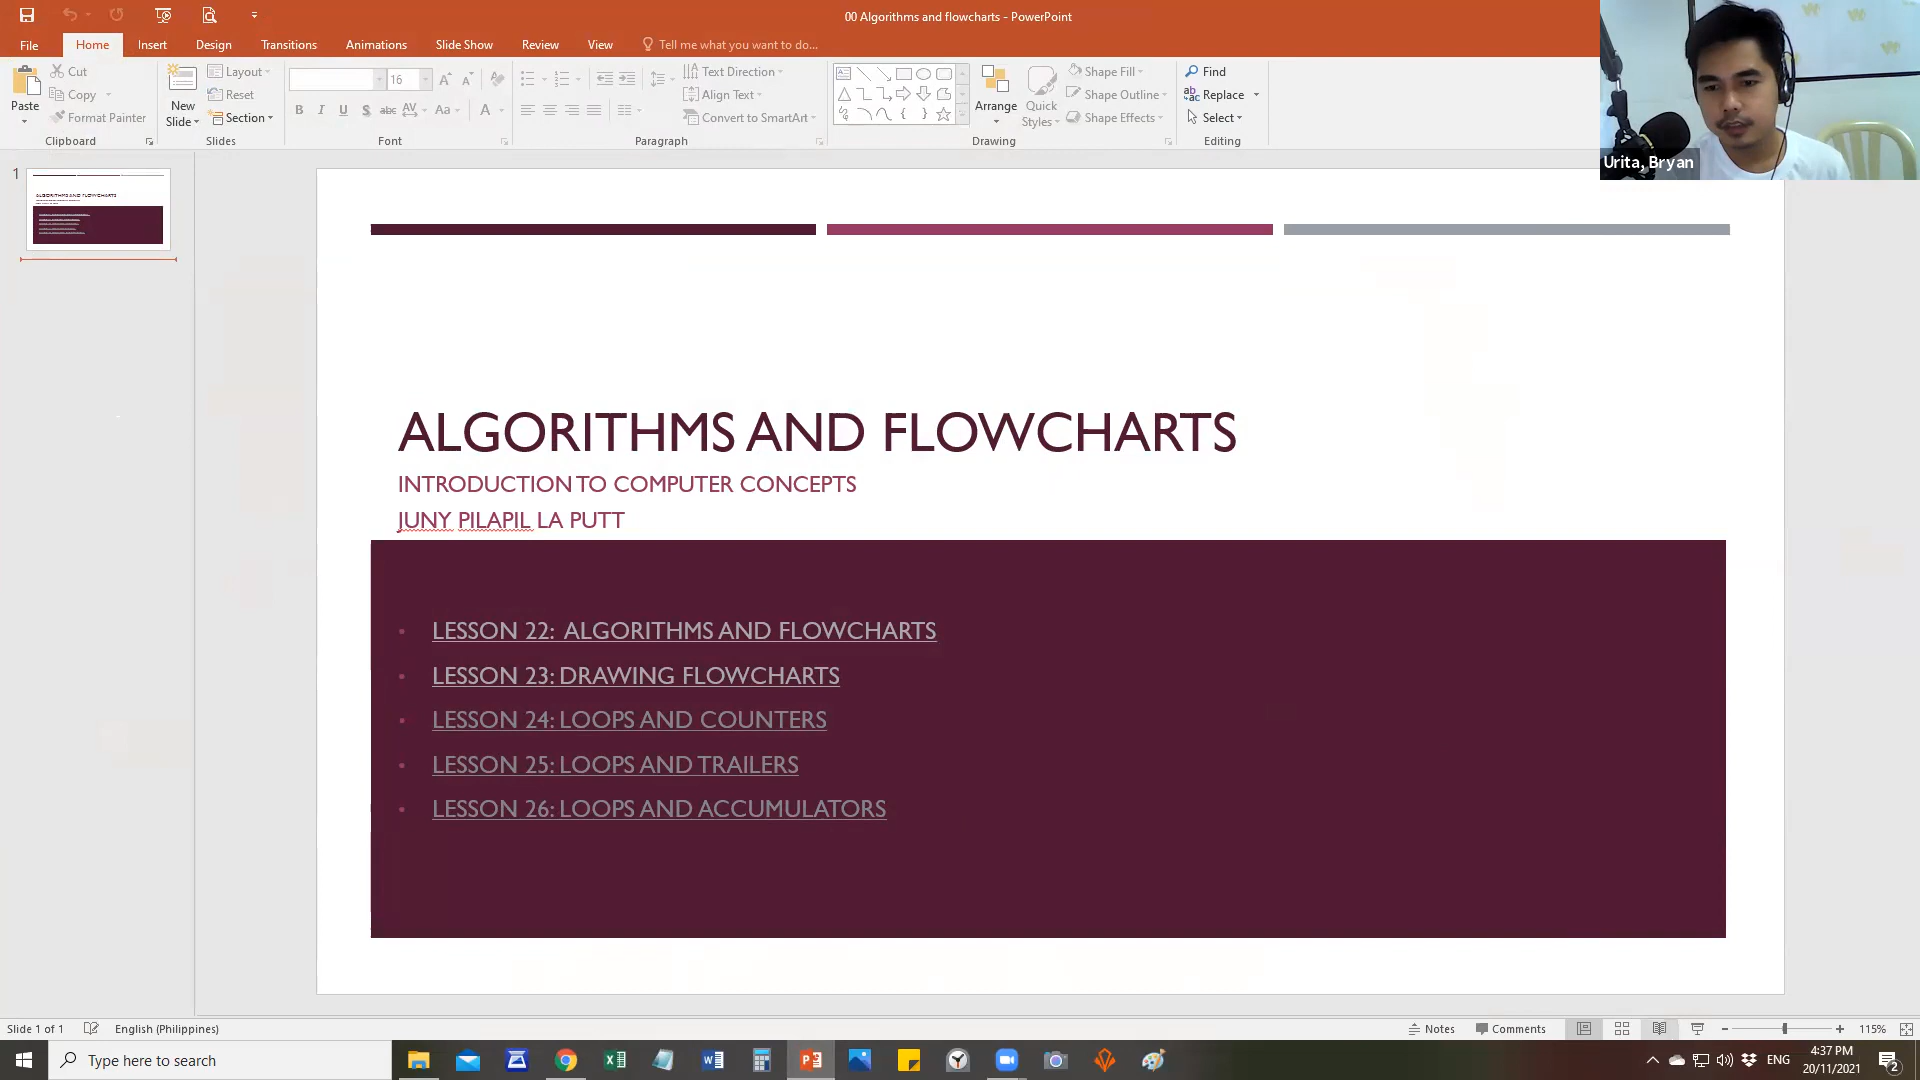 00 Algorithms and flowcharts - PowerPoint
File Home Insert Design Transitions Animations Slide Show Review View Tell me what you want to do...
Paste
Cut
Copy
Format Painter
Clipboard
New Slide
Layout
Reset
Section
Slides
16
B I U S abc AV Aa A
Font
Text Direction
Align Text
Convert to SmartArt
Paragraph
Arrange
Quick Styles
Shape Fill
Shape Outline
Shape Effects
Drawing
Find
Replace
Select
Editing
Urita, Bryan
1
ALGORITHMS AND FLOWCHARTS
INTRODUCTION TO COMPUTER CONCEPTS
JUNY PILAPIL LA PUTT
• LESSON 22: ALGORITHMS AND FLOWCHARTS
• LESSON 23: DRAWING FLOWCHARTS
• LESSON 24: LOOPS AND COUNTERS
• LESSON 25: LOOPS AND TRAILERS
• LESSON 26: LOOPS AND ACCUMULATORS
Slide 1 of 1 English (Philippines) Notes Comments 115%
Type here to search
ENG
4:37 PM
20/11/2021
2